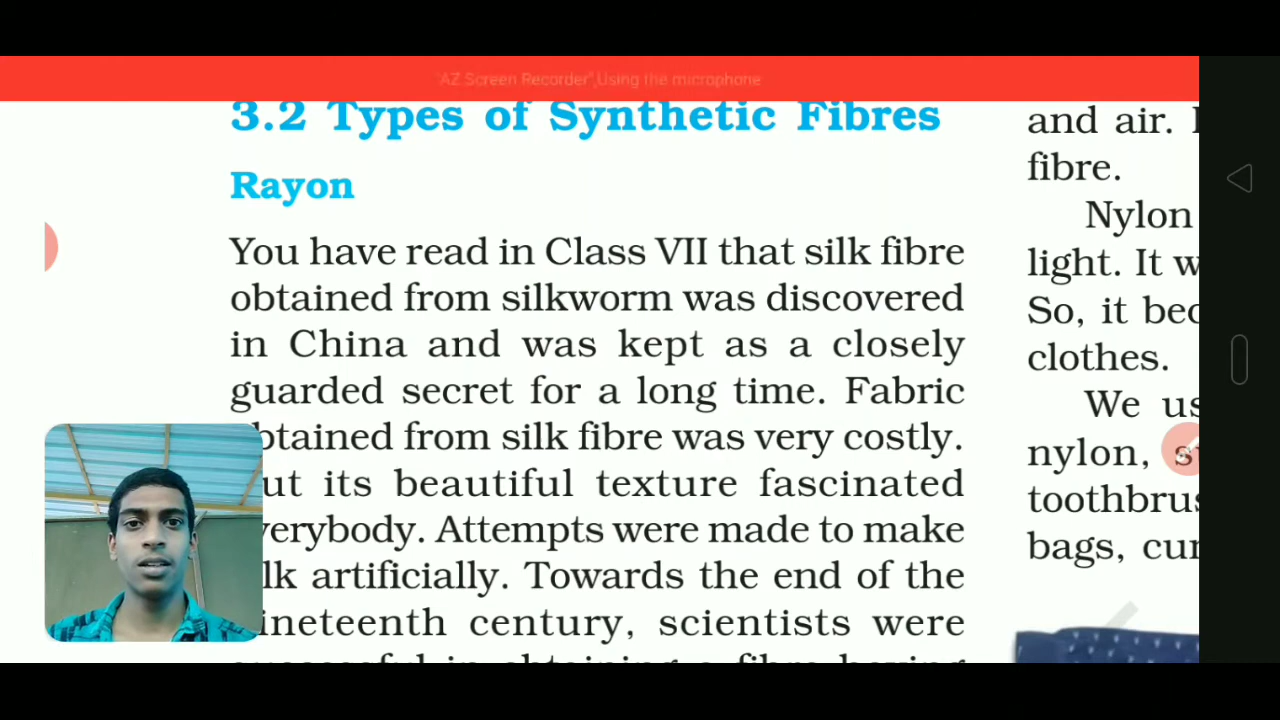 "AZ Screen Recorder",Using the microphone
3.2 Types of Synthetic Fibres
Rayon
You have read in Class VII that silk fibre
obtained from silkworm was discovered
in China and was kept as a closely
guarded secret for a long time. Fabric
btained from silk fibre was very costly.
ut its beautiful texture fascinated
verybody. Attempts were made to make
lk artificially. Towards the end of the
ineteenth century, scientists were
and air.
fibre.
Nylon
light. It w
So, it bec
clothes.
We us
nylon, s
toothbrus
bags, cur